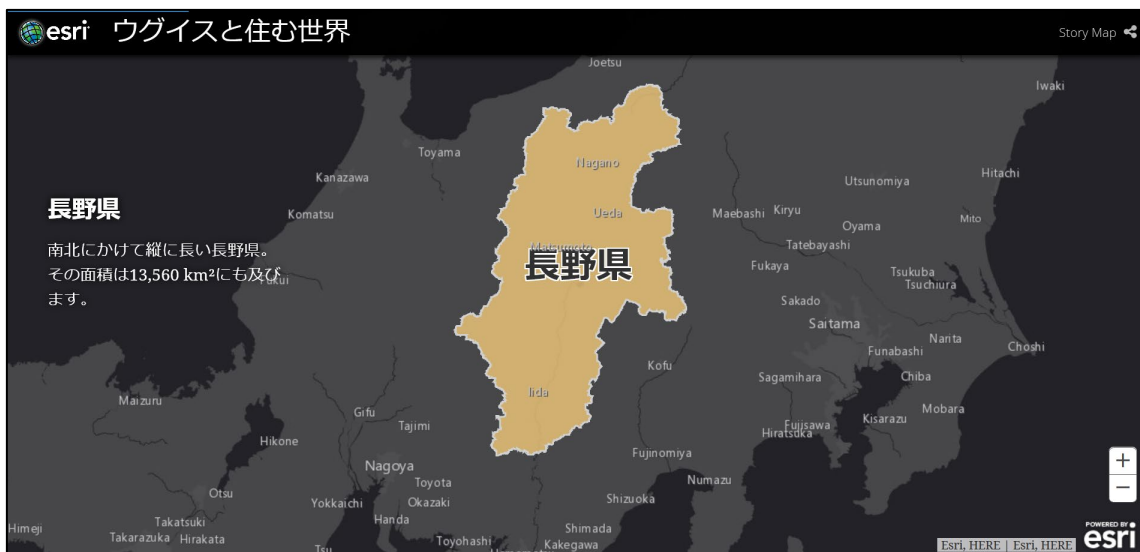 esri ウグイスと住む世界
Story Map
Joetsu
Iwaki
Toyama
Nagano
Kanazawa
Utsunomiya
Hitachi
長野県
Komatsu
Ueda
Maebashi
Kiryu
Oyama
Mito
南北にかけて縦に長い長野県。
その面積は13,560 km²にも及び
ます。
Matsumoto
長野県
Tatebayashi
Fukaya
Fukui
Tsukuba
Tsuchiura
Sakado
Saitama
Narita
Choshi
Funabashi
Kofu
Sagamihara
Chiba
Iida
Maizuru
Gifu
Tajimi
Mobara
Kisarazu
Fujisawa
Hiratsuka
Hikone
Fujinomiya
Nagoya
Toyota
Numazu
Otsu
Yokkaichi
Okazaki
Shizuoka
Handa
Himeji
Takatsuki
Takarazuka
Hirakata
Shimada
Toyohashi
Kakegawa
Tsu
Hamamatsu
+
−
Esri, HERE | Esri, HERE
POWERED BY
esri